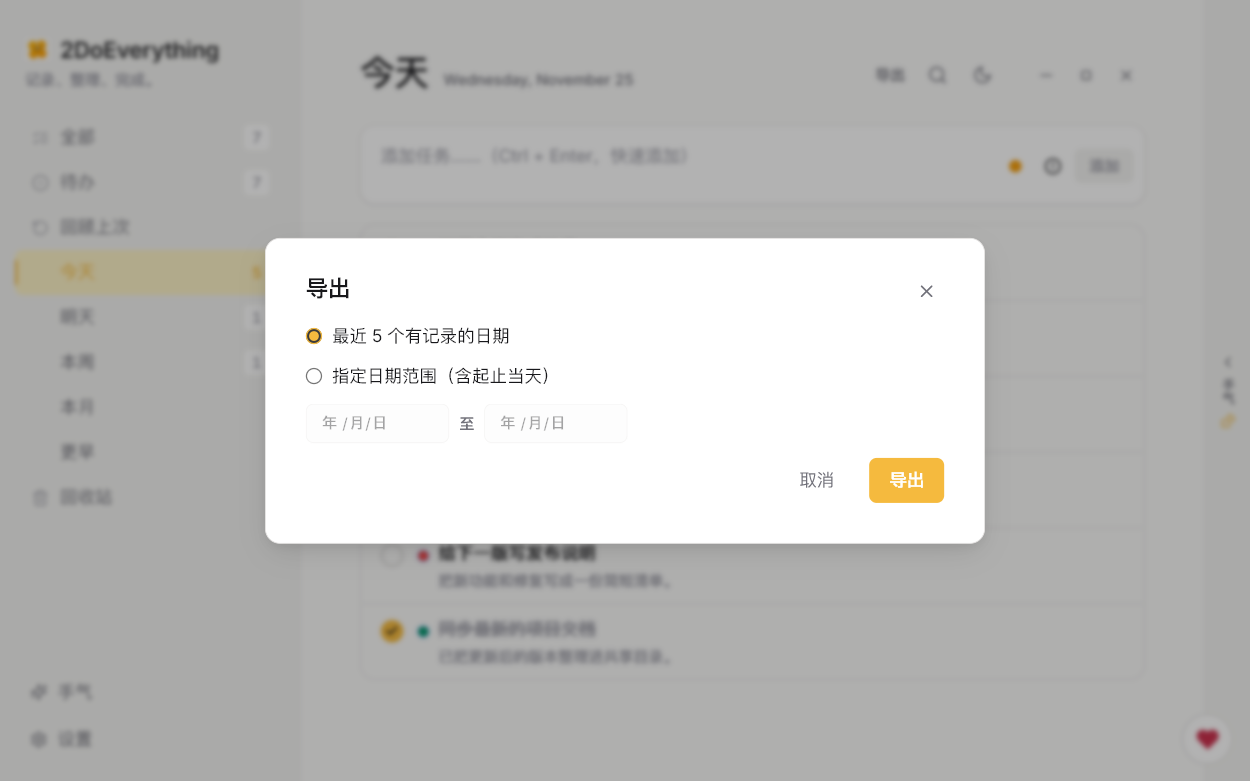 2DoEverything
记录、整理、完成。
全部 7
待办 7
回顾上次
今天 5
明天 1
本周 1
本月
更早
回收站
手气
设置
今天 Wednesday, November 25
导出
添加任务……（Ctrl + Enter，快速添加）
添加
导出
最近 5 个有记录的日期
指定日期范围（含起止当天）
年 /月/日 至 年 /月/日
取消 导出
给下一版写发布说明
把新功能和修复写成一份简短清单。
同步最新的项目文档
已把更新后的版本整理进共享目录。
手气